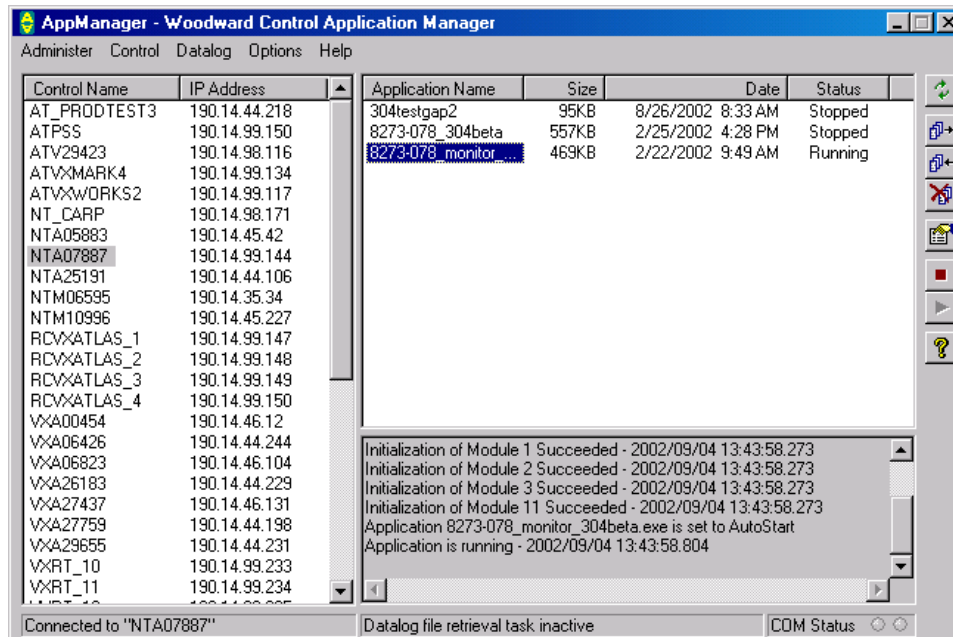 AppManager - Woodward Control Application Manager
Administer Control Datalog Options Help
Control Name IP Address
AT_PRODTEST3 190.14.44.218
ATPSS 190.14.99.150
ATV29423 190.14.98.116
ATVXMARK4 190.14.99.134
ATVXWORKS2 190.14.99.117
NT_CARP 190.14.98.171
NTA05883 190.14.45.42
NTA07887 190.14.99.144
NTA25191 190.14.44.106
NTM06595 190.14.35.34
NTM10996 190.14.45.227
RCVXATLAS_1 190.14.99.147
RCVXATLAS_2 190.14.99.148
RCVXATLAS_3 190.14.99.149
RCVXATLAS_4 190.14.99.150
VXA00454 190.14.46.12
VXA06426 190.14.44.244
VXA06823 190.14.46.104
VXA26183 190.14.44.229
VXA27437 190.14.46.131
VXA27759 190.14.44.198
VXA29655 190.14.44.231
VXRT_10 190.14.99.233
VXRT_11 190.14.99.234
Application Name Size Date Status
304testgap2 95KB 8/26/2002 8:33 AM Stopped
8273-078_304beta 557KB 2/25/2002 4:28 PM Stopped
8273-078_monitor_... 469KB 2/22/2002 9:49 AM Running
Initialization of Module 1 Succeeded - 2002/09/04 13:43:58.273
Initialization of Module 2 Succeeded - 2002/09/04 13:43:58.273
Initialization of Module 3 Succeeded - 2002/09/04 13:43:58.273
Initialization of Module 11 Succeeded - 2002/09/04 13:43:58.273
Application 8273-078_monitor_304beta.exe is set to AutoStart
Application is running - 2002/09/04 13:43:58.804
Connected to "NTA07887" Datalog file retrieval task inactive COM Status